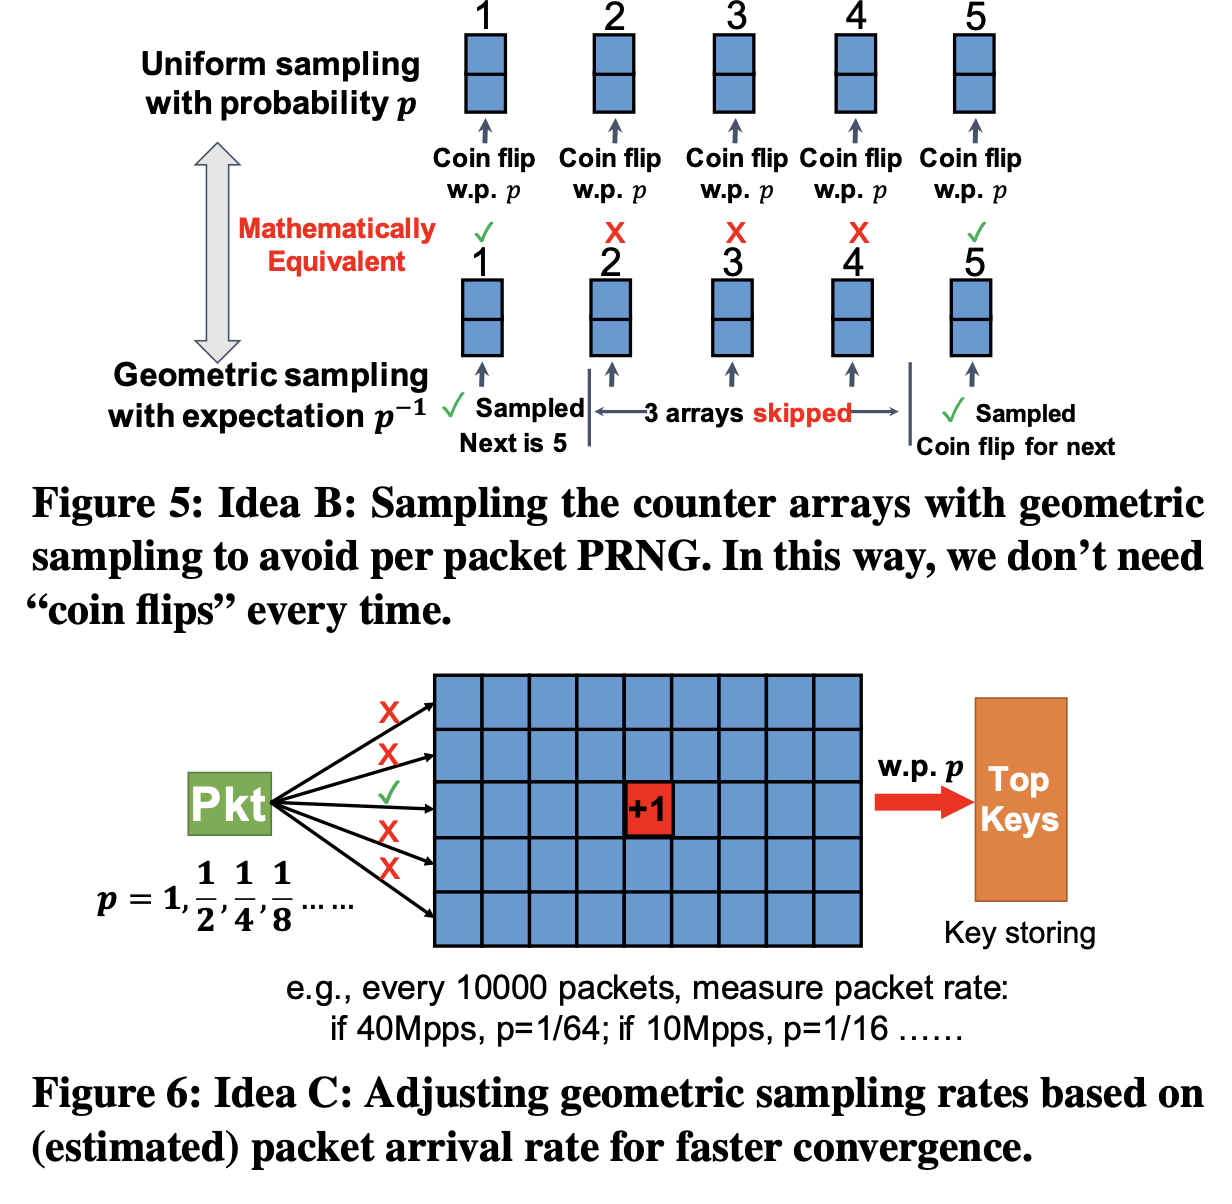 1 2 3 4 5
Uniform sampling
with probability p
Coin flip Coin flip Coin flip Coin flip Coin flip
w.p. p w.p. p w.p. p w.p. p w.p. p
✓ X X X ✓
Mathematically
Equivalent
1 2 3 4 5
Geometric sampling
with expectation p⁻¹
✓ Sampled
Next is 5
3 arrays skipped
✓ Sampled
Coin flip for next
Figure 5: Idea B: Sampling the counter arrays with geometric
sampling to avoid per packet PRNG. In this way, we don’t need
“coin flips” every time.
X
X
✓
X
X
Pkt
p = 1, 1/2, 1/4, 1/8 ... ...
+1
w.p. p
Top
Keys
Key storing
e.g., every 10000 packets, measure packet rate:
if 40Mpps, p=1/64; if 10Mpps, p=1/16 ……
Figure 6: Idea C: Adjusting geometric sampling rates based on
(estimated) packet arrival rate for faster convergence.